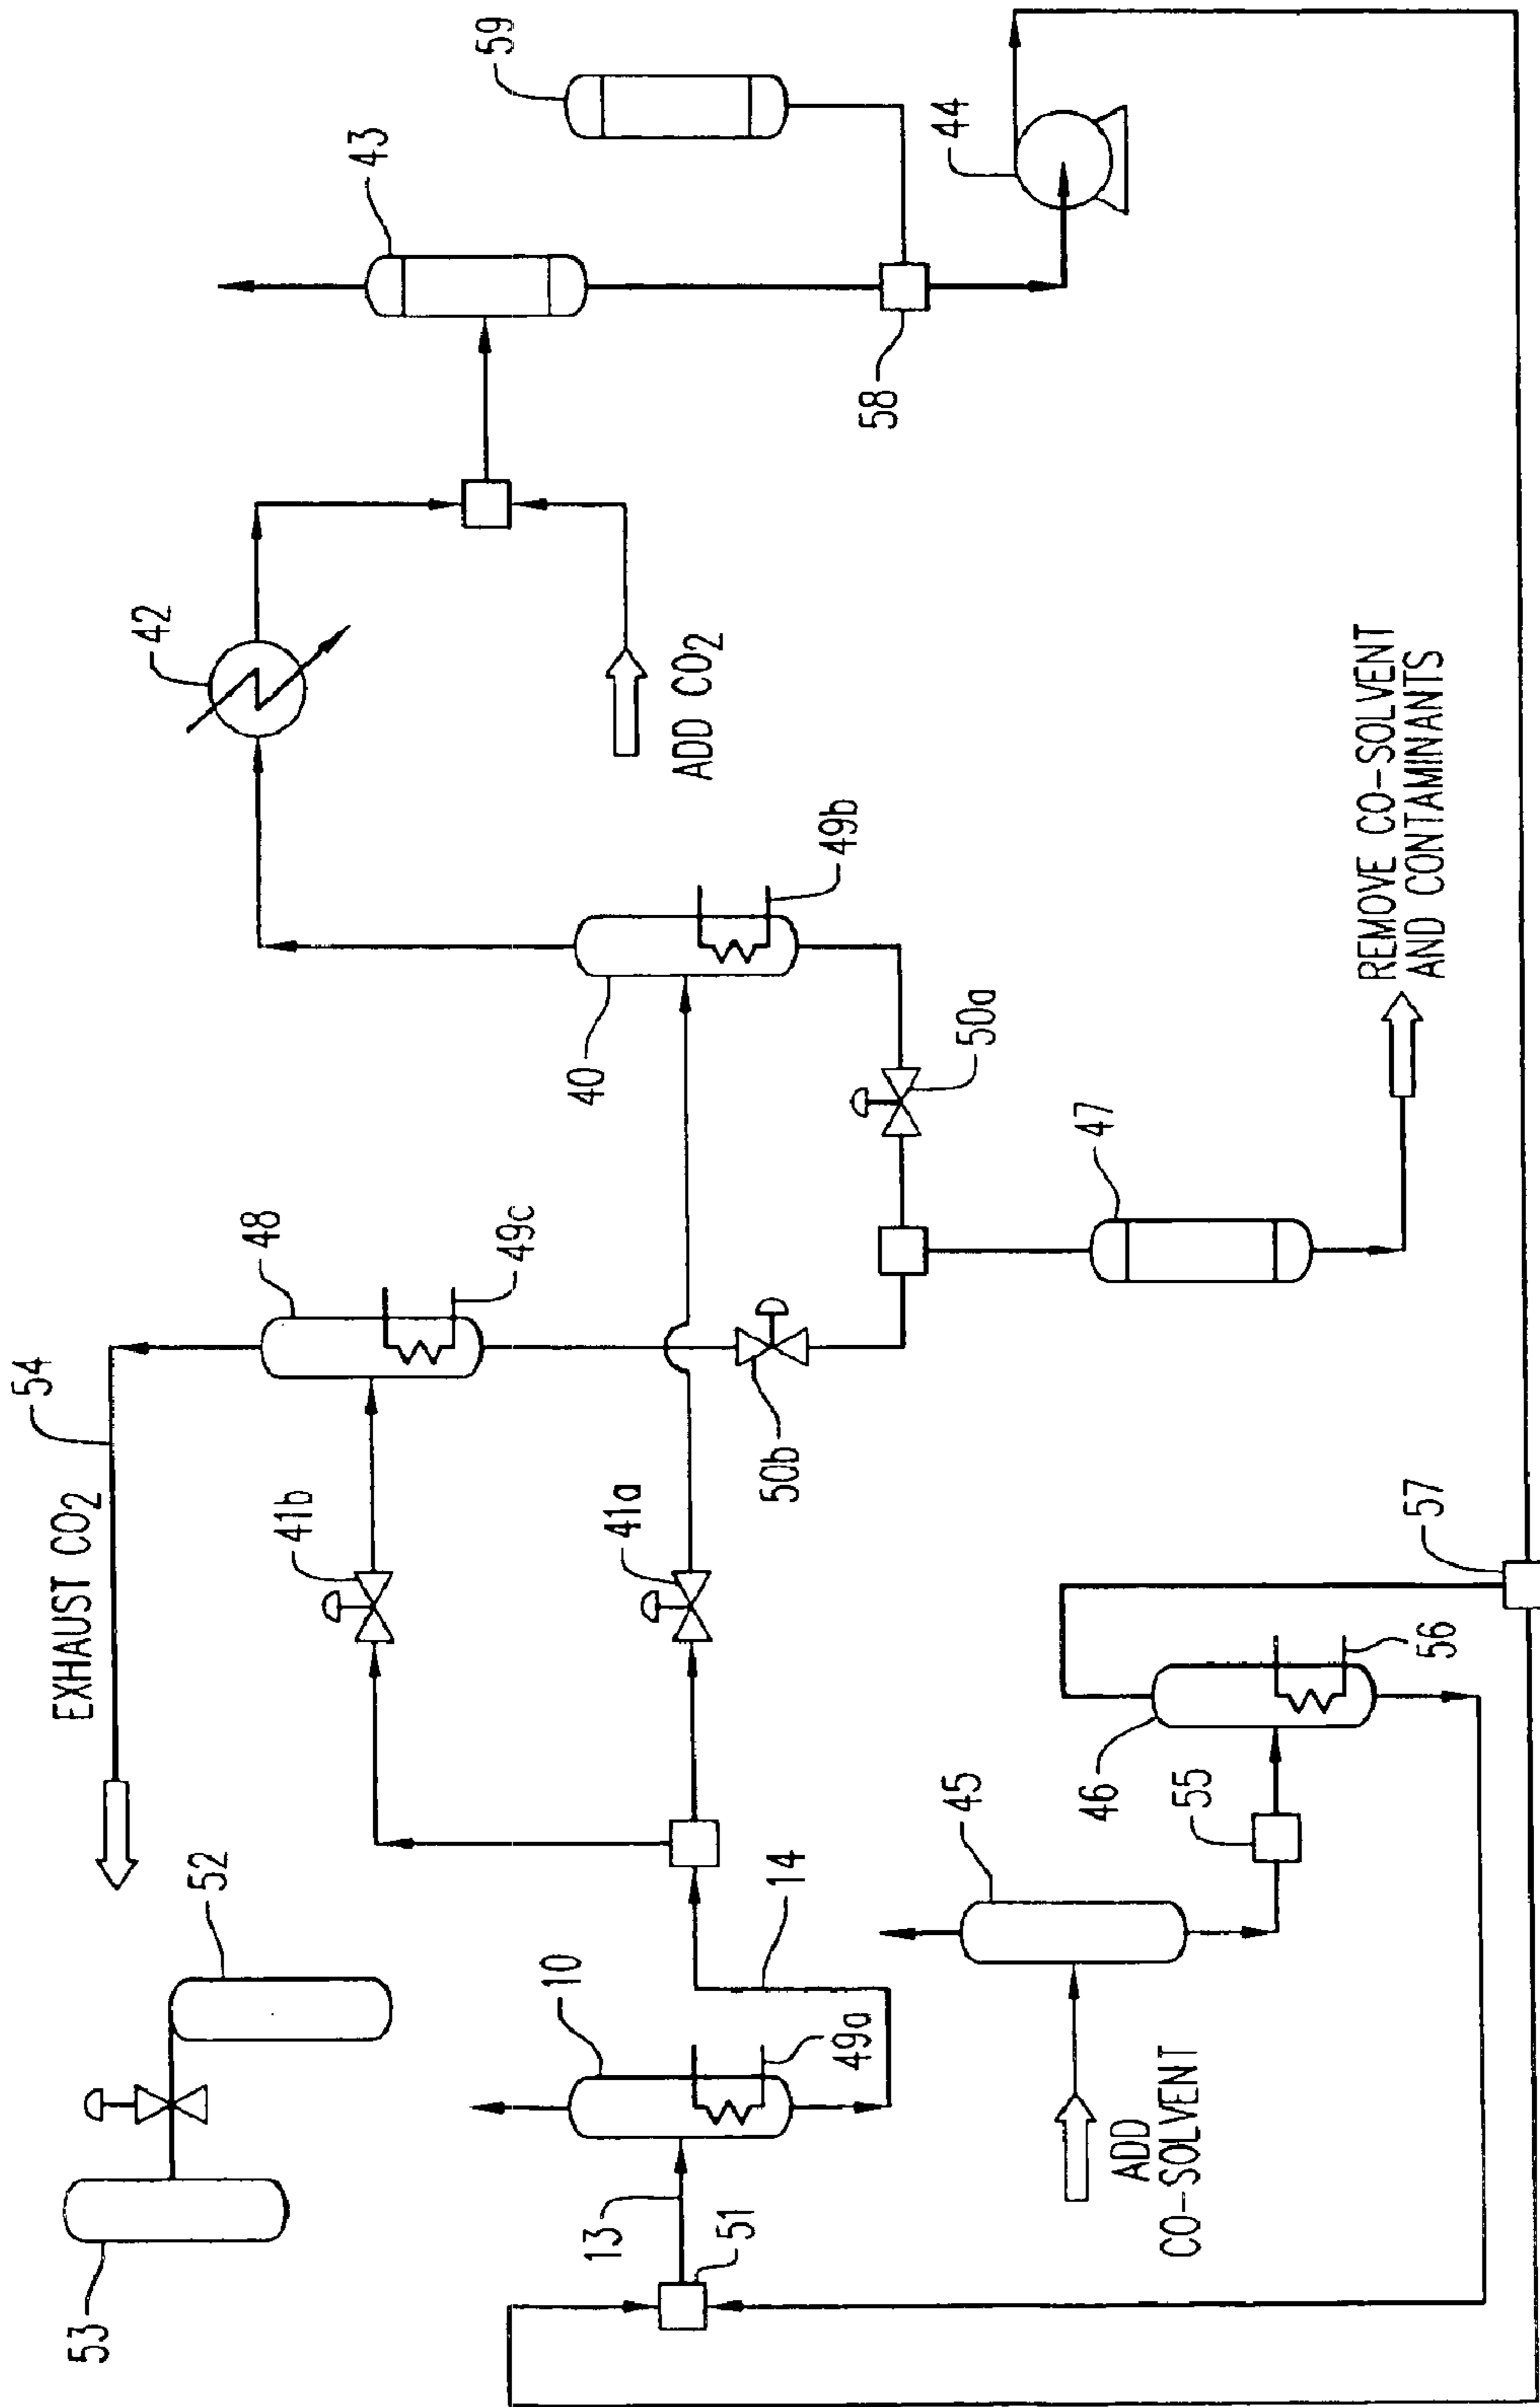 53
52
EXHAUST CO2
54
48
49c
41b
42
43
59
10
13
51
49a
14
41a
50b
40
49b
50a
ADD CO2
58
44
ADD
CO-SOLVENT
45
55
46
56
57
47
REMOVE CO-SOLVENT
AND CONTAMINANTS